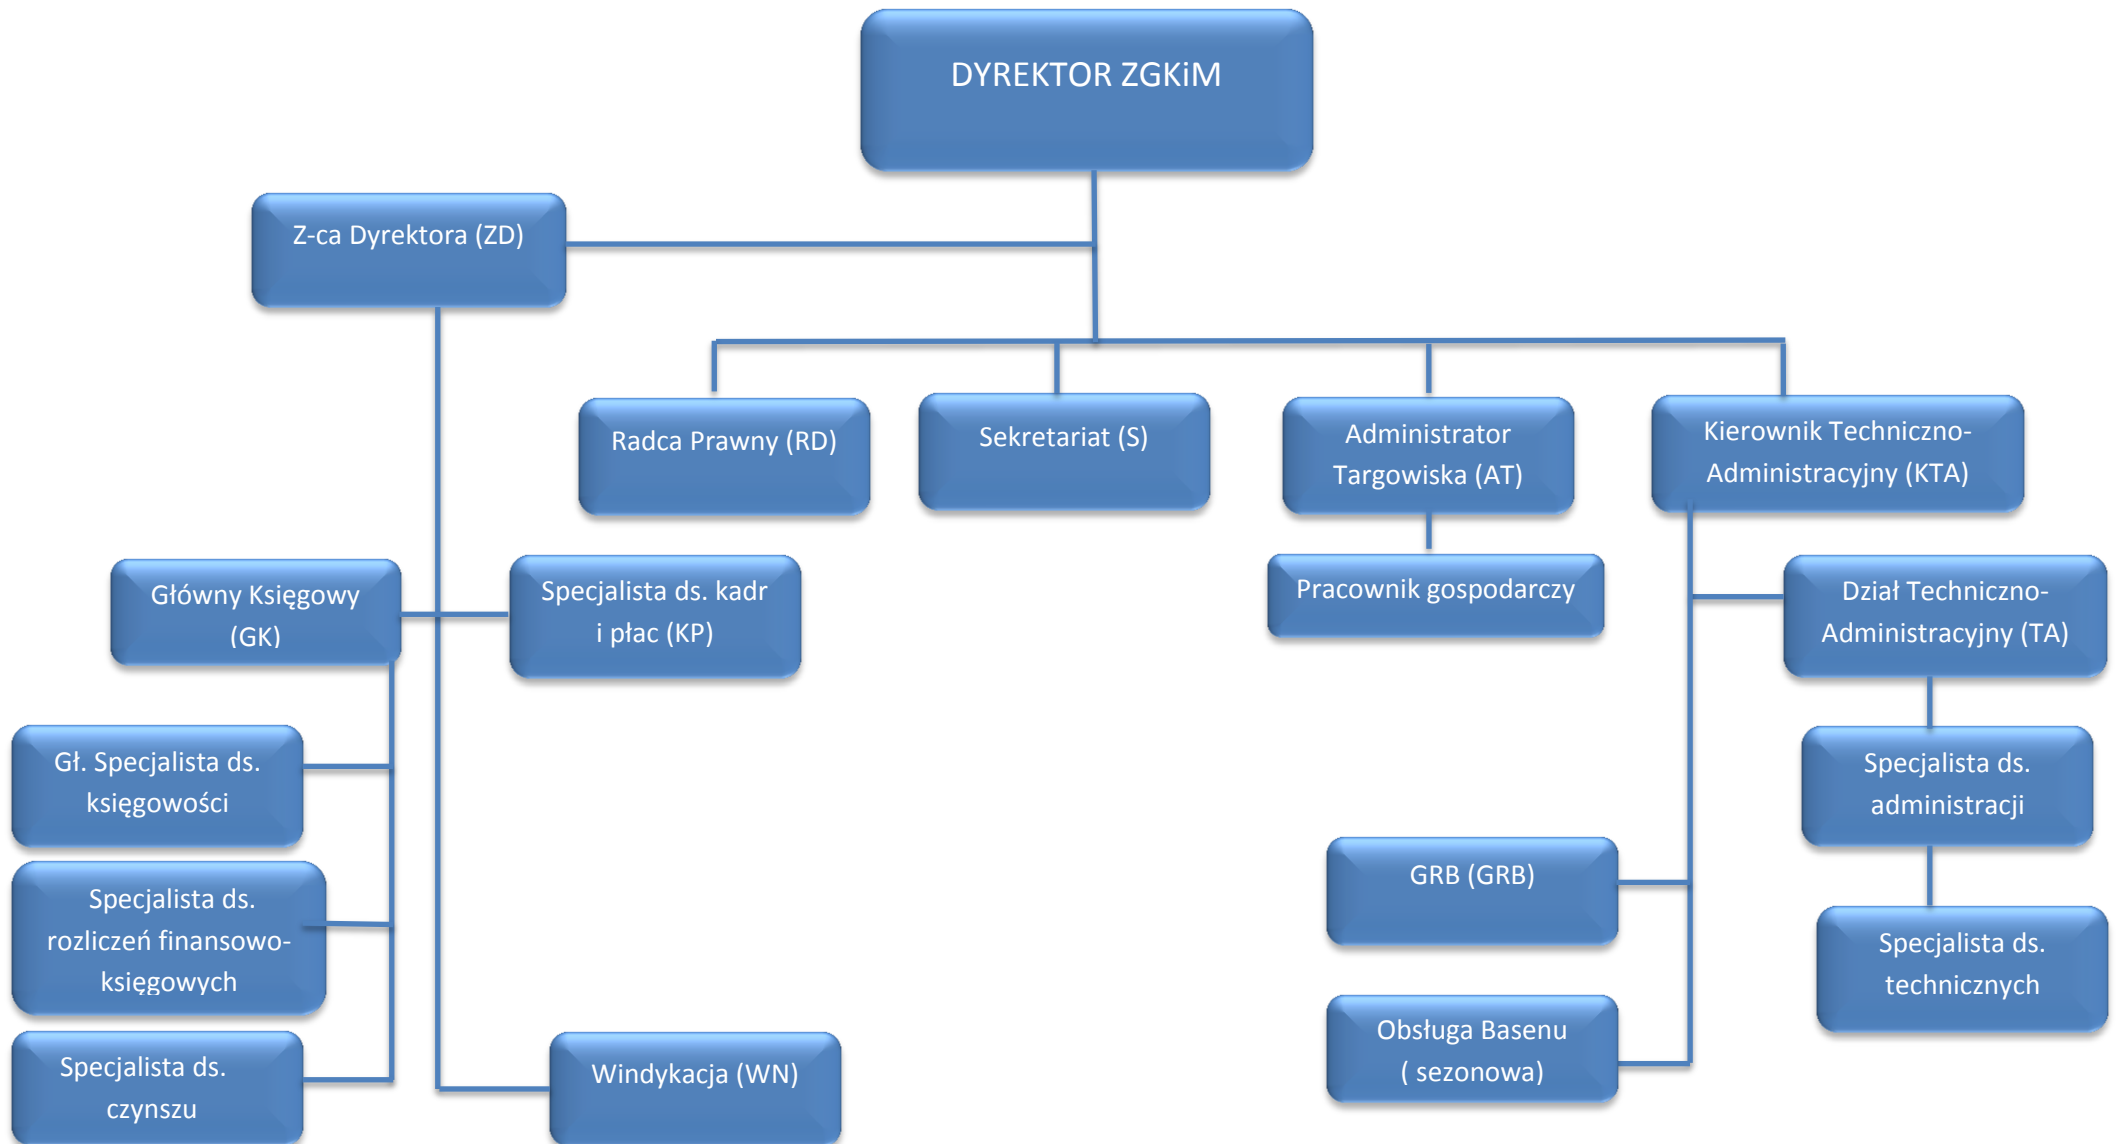 DYREKTOR ZGKiM
Z-ca Dyrektora (ZD)
Radca Prawny (RD)
Sekretariat (S)
Administrator
Targowiska (AT)
Kierownik Techniczno-
Administracyjny (KTA)
Główny Księgowy
(GK)
Specjalista ds. kadr
i płac (KP)
Pracownik gospodarczy
Dział Techniczno-
Administracyjny (TA)
Gł. Specjalista ds.
księgowości
Specjalista ds.
administracji
GRB (GRB)
Specjalista ds.
rozliczeń finansowo-
księgowych
Specjalista ds.
technicznych
Obsługa Basenu
( sezonowa)
Specjalista ds.
czynszu
Windykacja (WN)